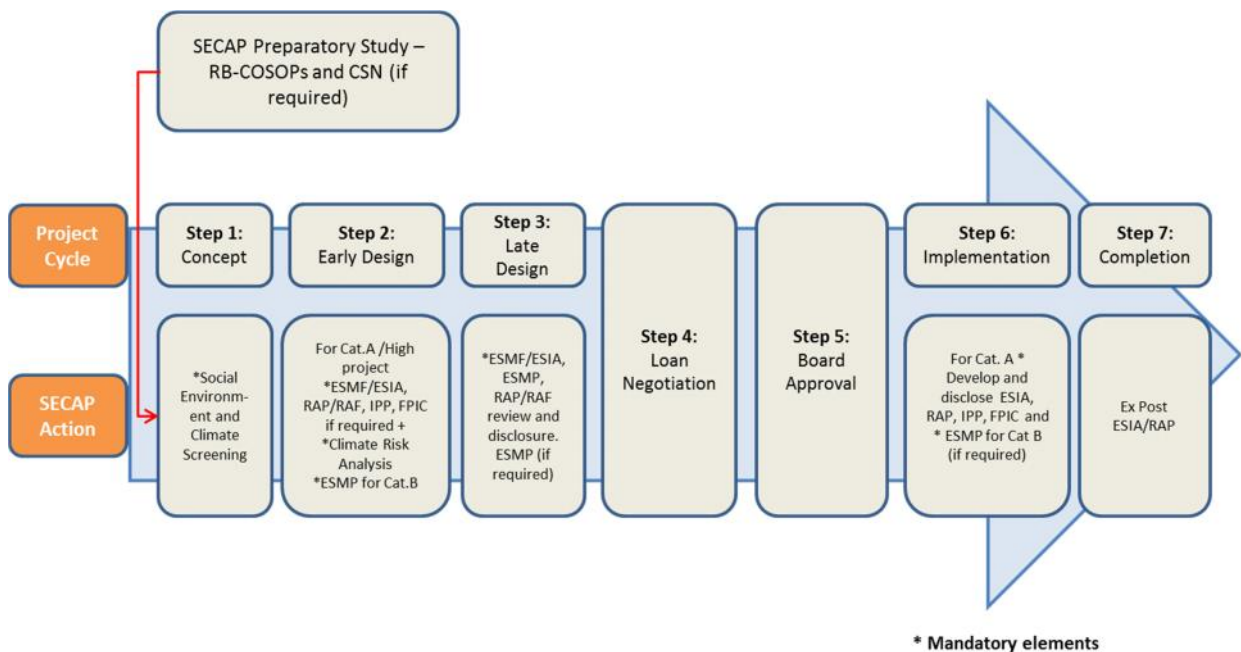 SECAP Preparatory Study –
RB-COSOPs and CSN (if
required)
Project
Cycle
Step 1:
Concept
Step 2:
Early Design
Step 3:
Late
Design
Step 4:
Loan
Negotiation
Step 5:
Board
Approval
Step 6:
Implementation
Step 7:
Completion
SECAP
Action
*Social
Environm-
ent and
Climate
Screening
For Cat.A /High
project
*ESMF/ESIA,
RAP/RAF, IPP, FPIC
if required +
*Climate Risk
Analysis
*ESMP for Cat.B
*ESMF/ESIA,
ESMP,
RAP/RAF
review and
disclosure.
ESMP (if
required)
For Cat. A *
Develop and
disclose ESIA,
RAP, IPP, FPIC and
* ESMP for Cat B
(if required)
Ex Post
ESIA/RAP
* Mandatory elements